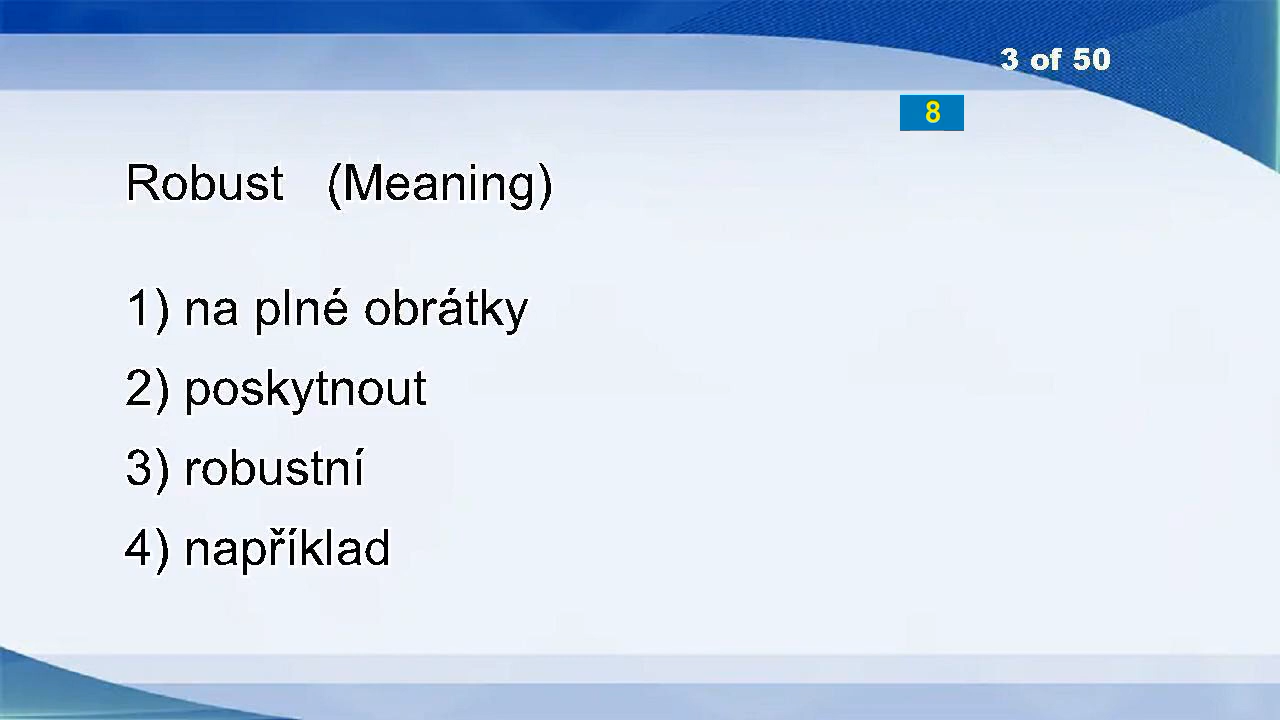 3 of 50
8
Robust (Meaning)
1) na plné obrátky
2) poskytnout
3) robustní
4) například